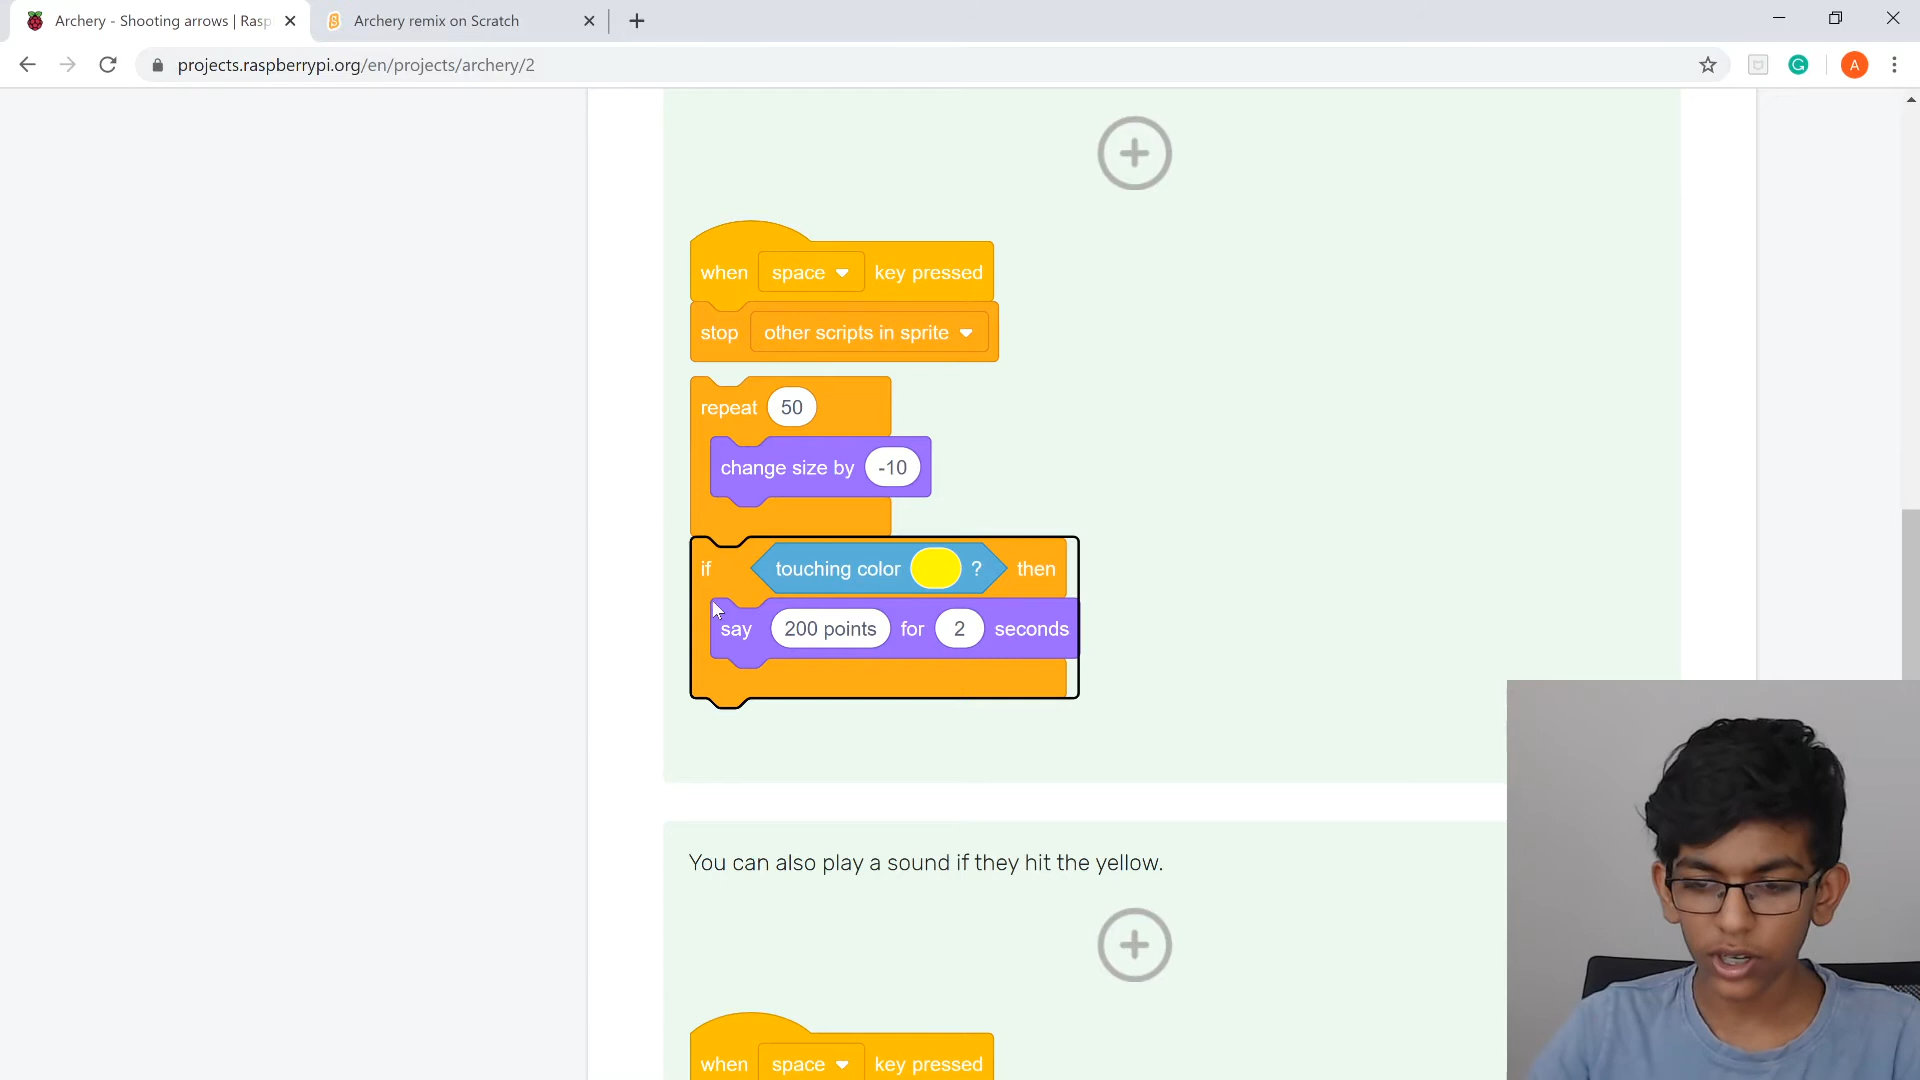 Archery - Shooting arrows | Rasp
Archery remix on Scratch
projects.raspberrypi.org/en/projects/archery/2
A
when space key pressed
stop other scripts in sprite
repeat 50
change size by -10
if touching color ? then
say 200 points for 2 seconds
You can also play a sound if they hit the yellow.
when space key pressed